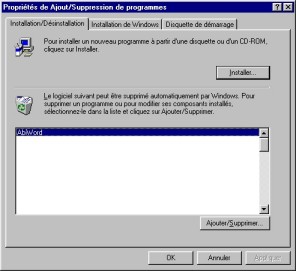 Propriétés de Ajout/Suppression de programmes
Installation/Désinstallation
Installation de Windows
Disquette de démarrage
Pour installer un nouveau programme à partir d'une disquette ou d'un CD-ROM,
cliquez sur Installer.
Installer...
Le logiciel suivant peut être supprimé automatiquement par Windows. Pour
supprimer un programme ou pour modifier ses composants installés,
sélectionnez-le dans la liste et cliquez sur Ajouter/Supprimer.
AbiWord
Ajouter/Supprimer...
OK
Annuler
Appliquer